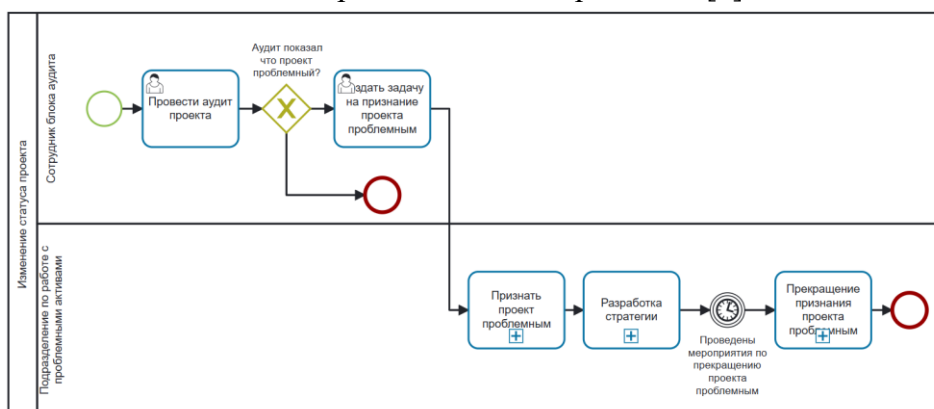 Изменение статуса проекта
Сотрудник блока аудита
Провести аудит
проекта
Аудит показал
что проект
проблемный?
оздать задачу
на признание
проекта
проблемным
Подразделение по работе с
проблемными активами
Признать
проект
проблемным
Разработка
стратегии
Проведены
мероприятия по
прекращению
проекта
проблемным
Прекращение
признания
проекта
проблемным